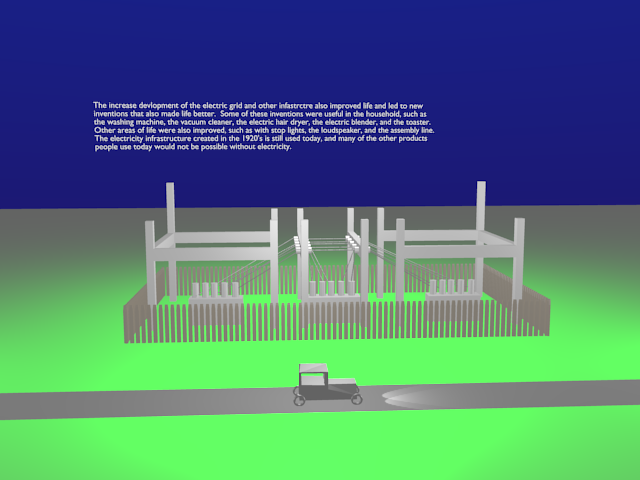 The increase devlopment of the electric grid and other infastrctre also improved life and led to new
inventions that also made life better.  Some of these inventions were useful in the household, such as
the washing machine, the vacuum cleaner, the electric hair dryer, the electric blender, and the toaster.
Other areas of life were also improved, such as with stop lights, the loudspeaker, and the assembly line.
The electricity infrastructure created in the 1920's is still used today, and many of the other products
people use today would not be possible without electricity.